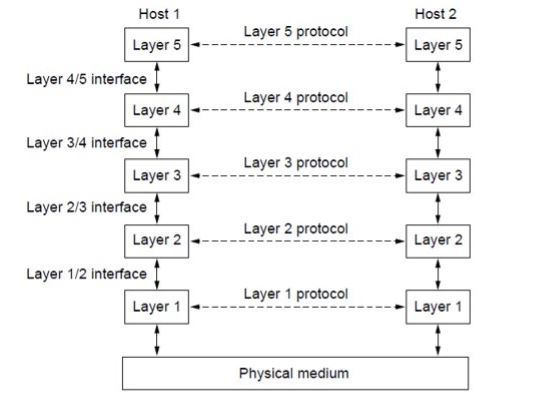 Host 1
Host 2
Layer 5
Layer 5 protocol
Layer 5
Layer 4/5 interface
Layer 4
Layer 4 protocol
Layer 4
Layer 3/4 interface
Layer 3
Layer 3 protocol
Layer 3
Layer 2/3 interface
Layer 2
Layer 2 protocol
Layer 2
Layer 1/2 interface
Layer 1
Layer 1 protocol
Layer 1
Physical medium